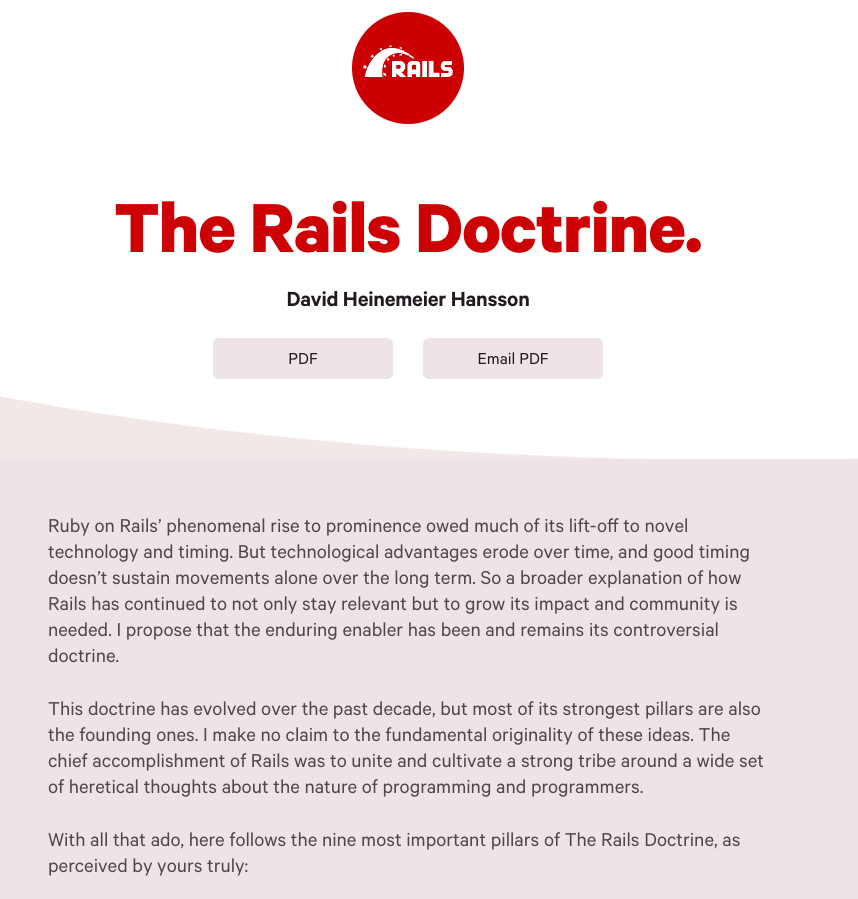 RAILS
The Rails Doctrine.
David Heinemeier Hansson
PDF
Email PDF
Ruby on Rails’ phenomenal rise to prominence owed much of its lift-off to novel
technology and timing. But technological advantages erode over time, and good timing
doesn’t sustain movements alone over the long term. So a broader explanation of how
Rails has continued to not only stay relevant but to grow its impact and community is
needed. I propose that the enduring enabler has been and remains its controversial
doctrine.
This doctrine has evolved over the past decade, but most of its strongest pillars are also
the founding ones. I make no claim to the fundamental originality of these ideas. The
chief accomplishment of Rails was to unite and cultivate a strong tribe around a wide set
of heretical thoughts about the nature of programming and programmers.
With all that ado, here follows the nine most important pillars of The Rails Doctrine, as
perceived by yours truly: